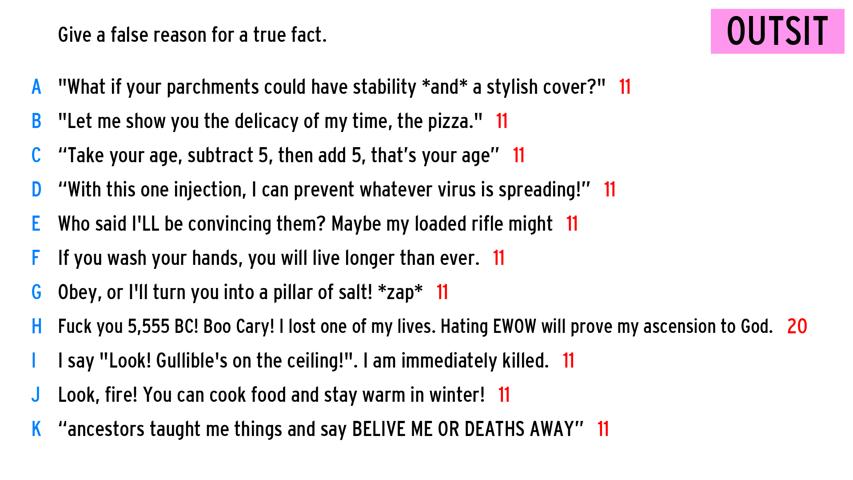 Give a false reason for a true fact.
OUTSIT
A "What if your parchments could have stability *and* a stylish cover?" 11
B "Let me show you the delicacy of my time, the pizza." 11
C “Take your age, subtract 5, then add 5, that’s your age” 11
D “With this one injection, I can prevent whatever virus is spreading!” 11
E Who said I'LL be convincing them? Maybe my loaded rifle might 11
F If you wash your hands, you will live longer than ever. 11
G Obey, or I'll turn you into a pillar of salt! *zap* 11
H Fuck you 5,555 BC! Boo Cary! I lost one of my lives. Hating EWOW will prove my ascension to God. 20
I I say "Look! Gullible's on the ceiling!". I am immediately killed. 11
J Look, fire! You can cook food and stay warm in winter! 11
K “ancestors taught me things and say BELIVE ME OR DEATHS AWAY” 11